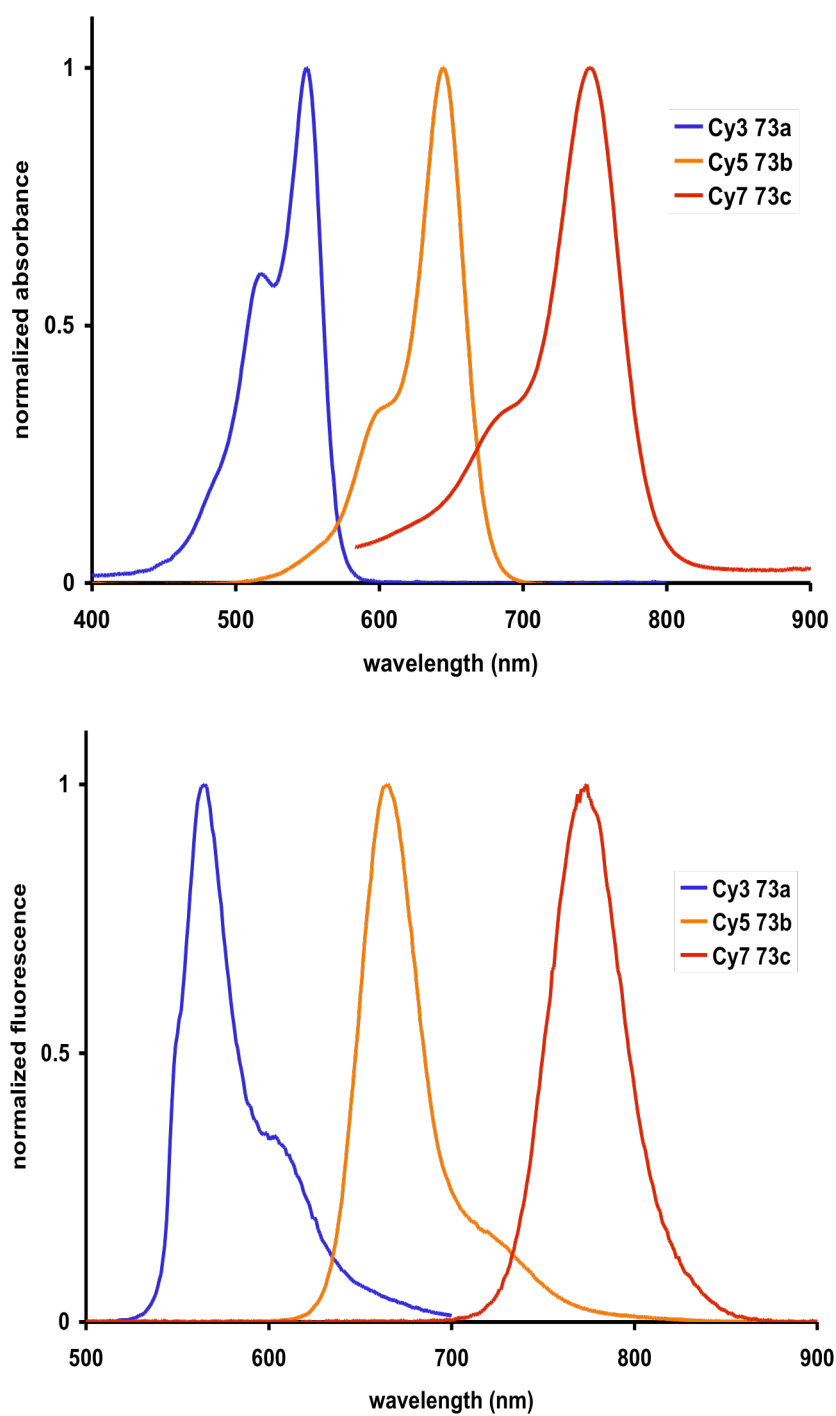 1
Cy3 73a
Cy5 73b
Cy7 73c
normalized absorbance
0.5
0
400 500 600 700 800 900
wavelength (nm)
1
Cy3 73a
Cy5 73b
Cy7 73c
normalized fluorescence
0.5
0
500 600 700 800 900
wavelength (nm)